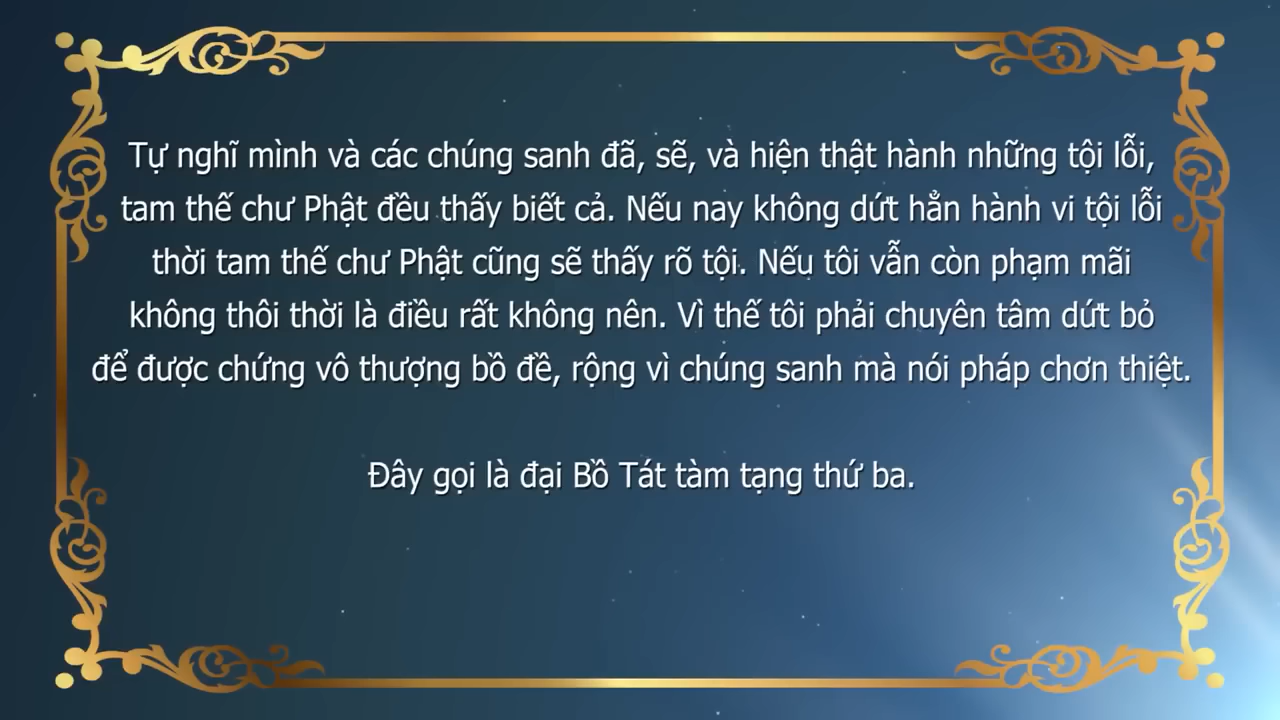 Tự nghĩ mình và các chúng sanh đã, sẽ, và hiện thật hành những tội lỗi,
tam thế chư Phật đều thấy biết cả. Nếu nay không dứt hẳn hành vi tội lỗi
thời tam thế chư Phật cũng sẽ thấy rõ tội. Nếu tôi vẫn còn phạm mãi
không thôi thời là điều rất không nên. Vì thế tôi phải chuyên tâm dứt bỏ
để được chứng vô thượng bồ đề, rộng vì chúng sanh mà nói pháp chơn thiệt.
Đây gọi là đại Bồ Tát tàm tạng thứ ba.